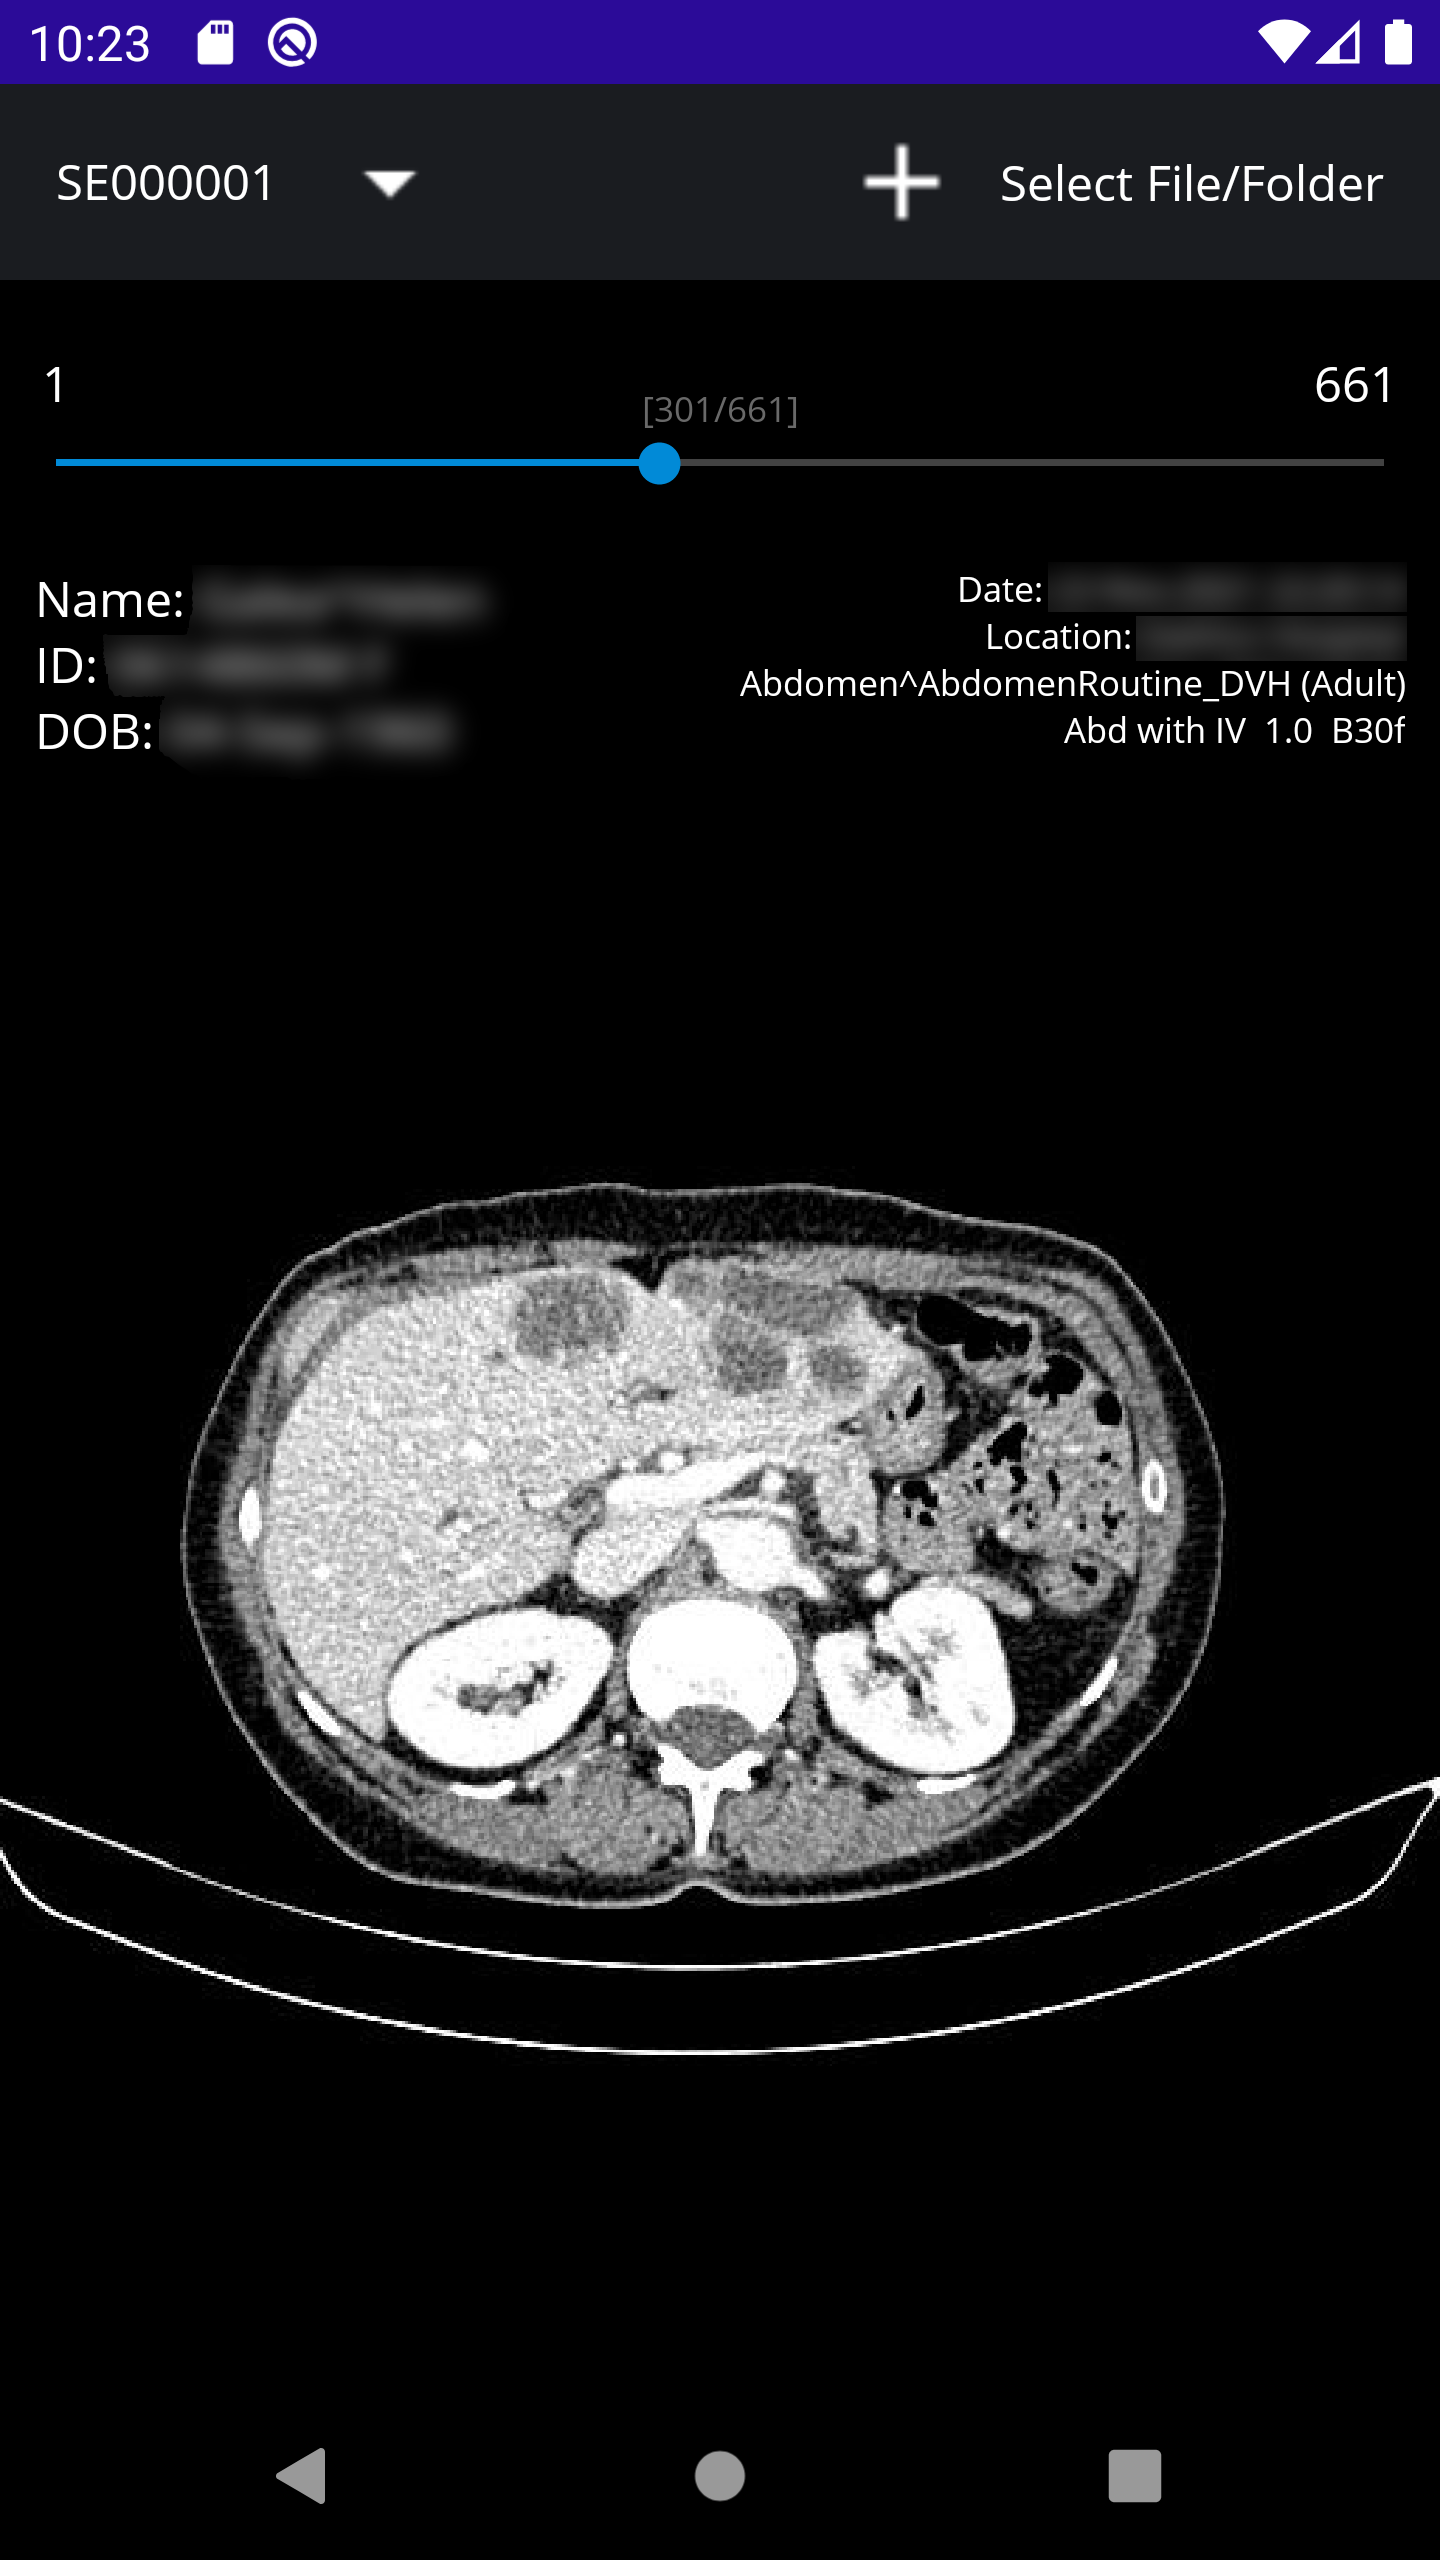 10:23
SE000001
Select File/Folder
1
661
[301/661]
Name:
ID:
DOB:
Date:
Location:
Abdomen^AbdomenRoutine_DVH (Adult)
Abd with IV 1.0 B30f